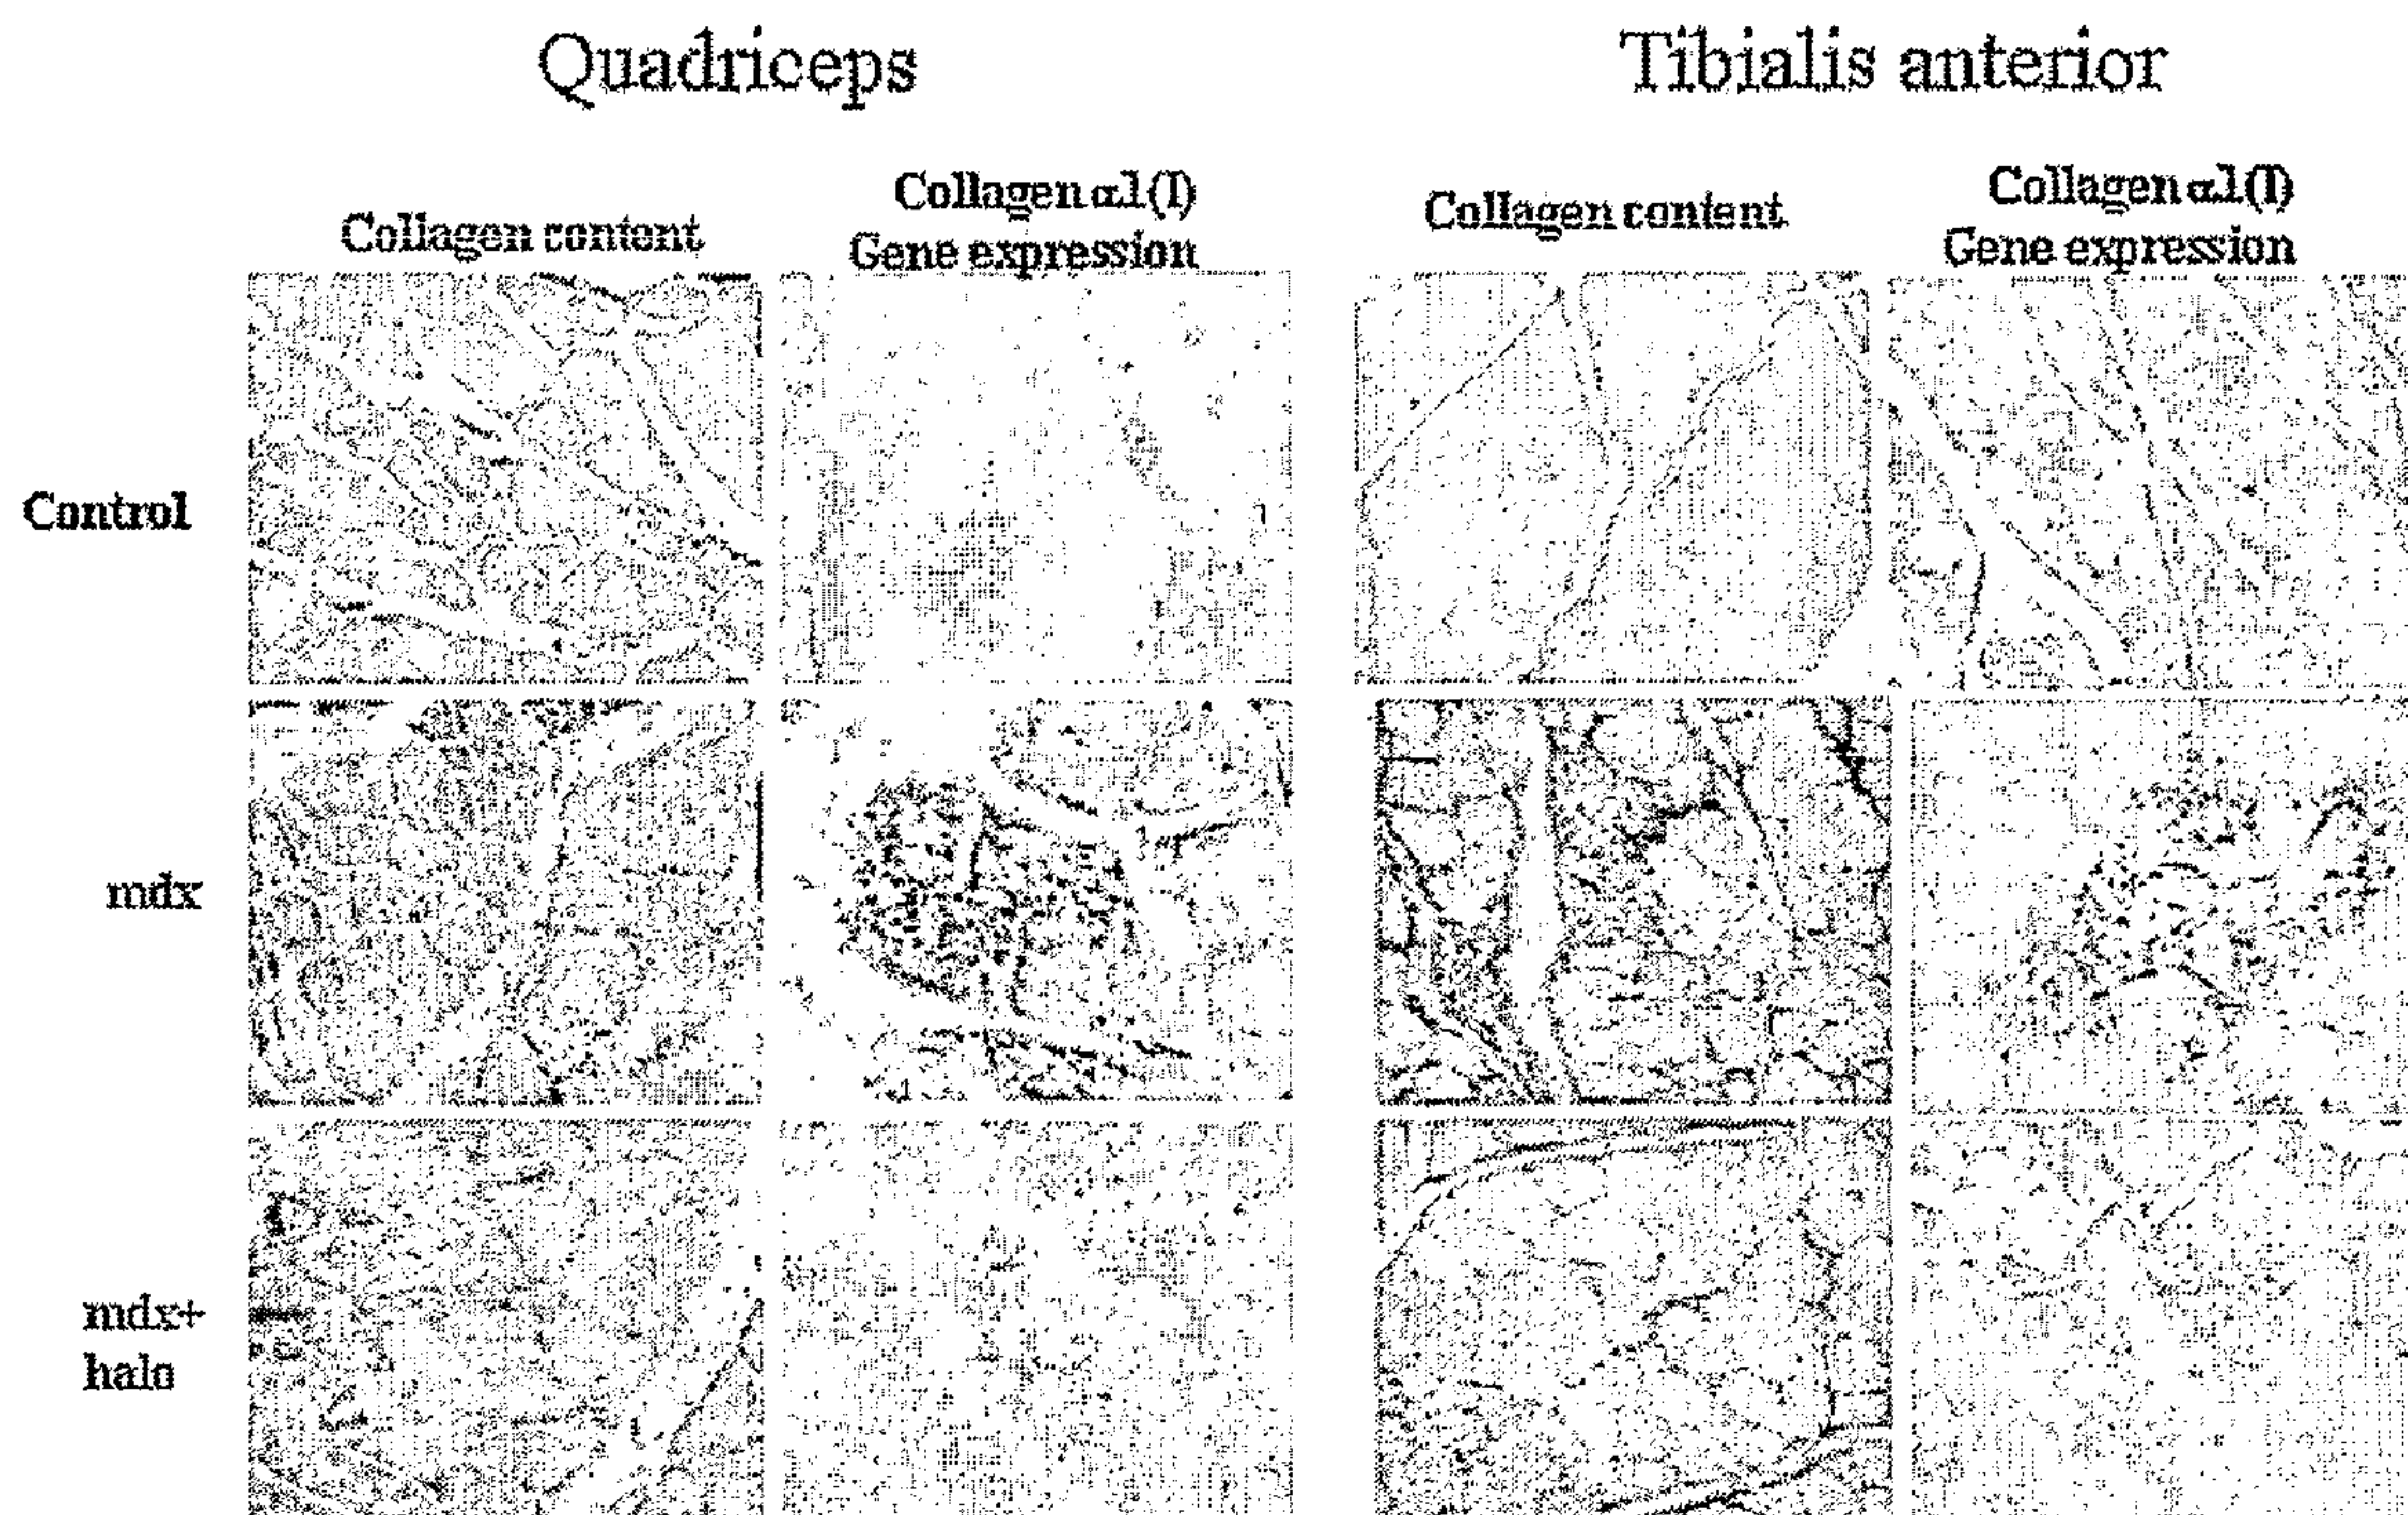 Quadriceps
Tibialis anterior
Collagen content
Collagen α1(I)
Gene expression
Collagen content
Collagen α1(I)
Gene expression
Control
mdx
mdx+
halo